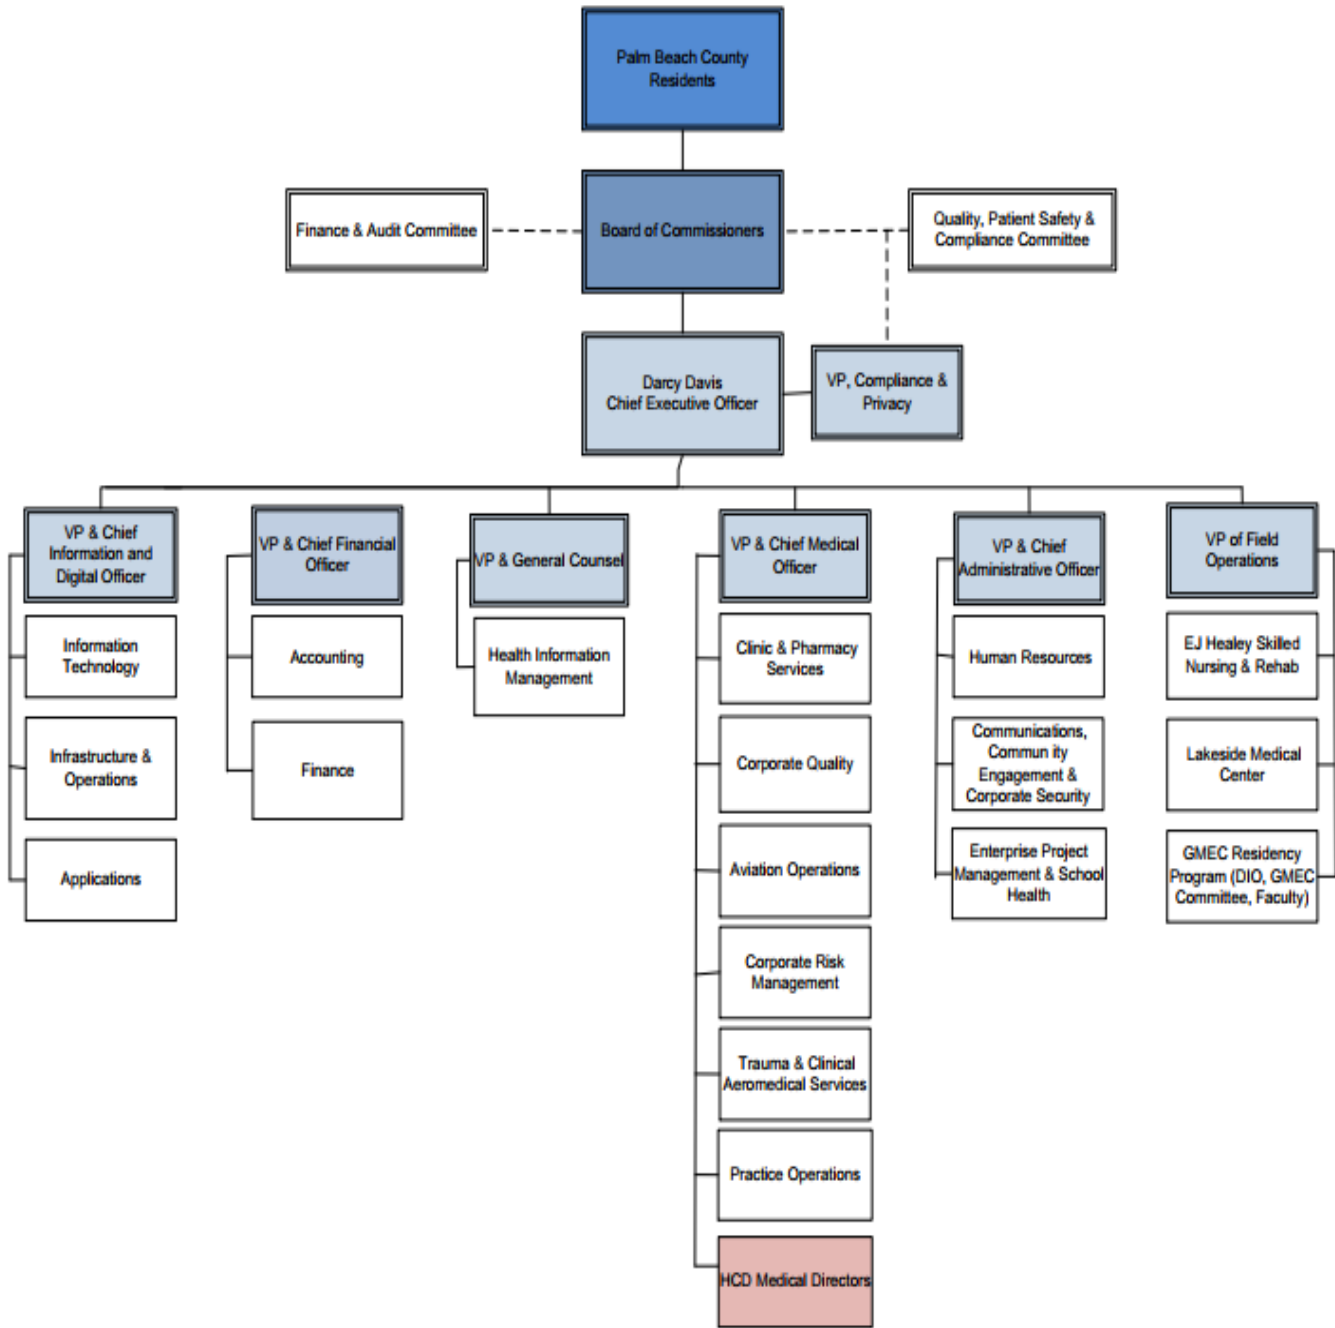 Palm Beach County
Residents
Finance & Audit Committee
Board of Commissioners
Quality, Patient Safety &
Compliance Committee
Darcy Davis
Chief Executive Officer
VP, Compliance &
Privacy
VP & Chief
Information and
Digital Officer
Information
Technology
Infrastructure &
Operations
Applications
VP & Chief Financial
Officer
Accounting
Finance
VP & General Counsel
Health Information
Management
VP & Chief Medical
Officer
Clinic & Pharmacy
Services
Corporate Quality
Aviation Operations
Corporate Risk
Management
Trauma & Clinical
Aeromedical Services
Practice Operations
HCD Medical Directors
VP & Chief
Administrative Officer
Human Resources
Communications,
Commun ity
Engagement &
Corporate Security
Enterprise Project
Management & School
Health
VP of Field
Operations
EJ Healey Skilled
Nursing & Rehab
Lakeside Medical
Center
GMEC Residency
Program (DIO, GMEC
Committee, Faculty)